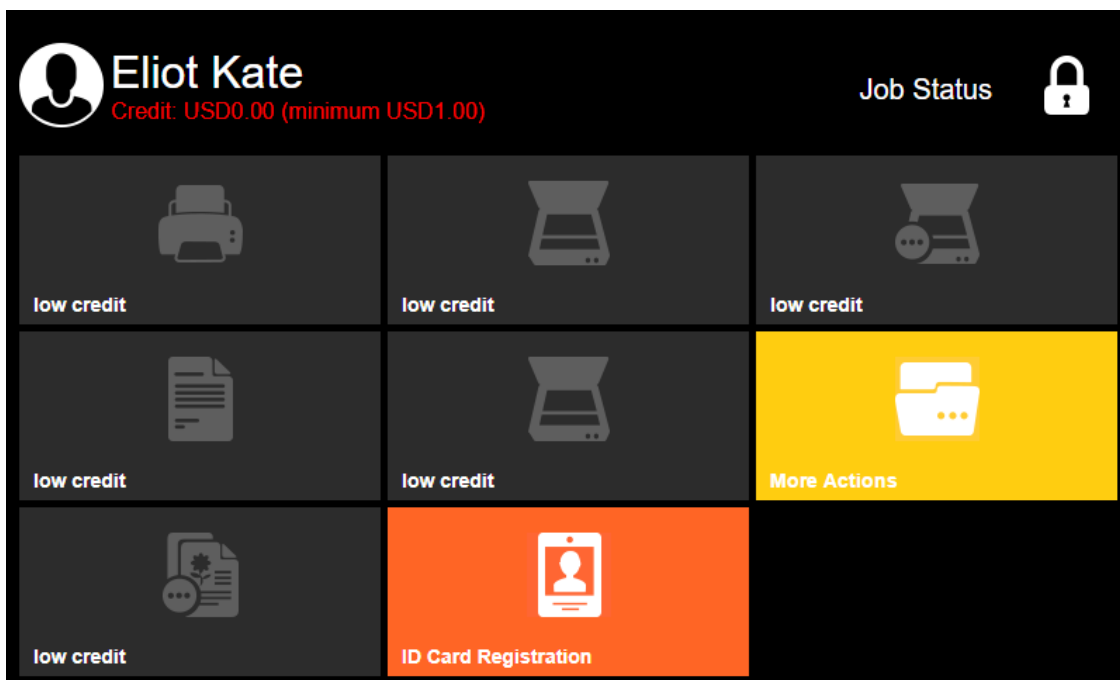 Eliot Kate
Credit: USD0.00 (minimum USD1.00)
Job Status
low credit
low credit
low credit
low credit
low credit
More Actions
low credit
ID Card Registration